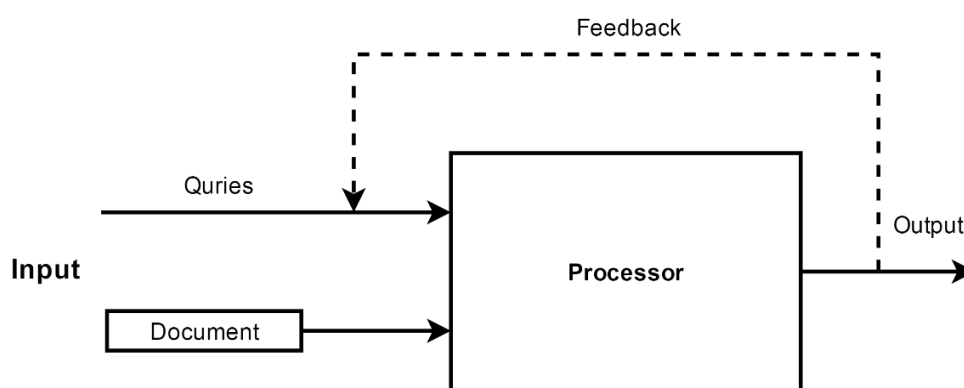 Feedback
Quries
Output
Input
Processor
Document